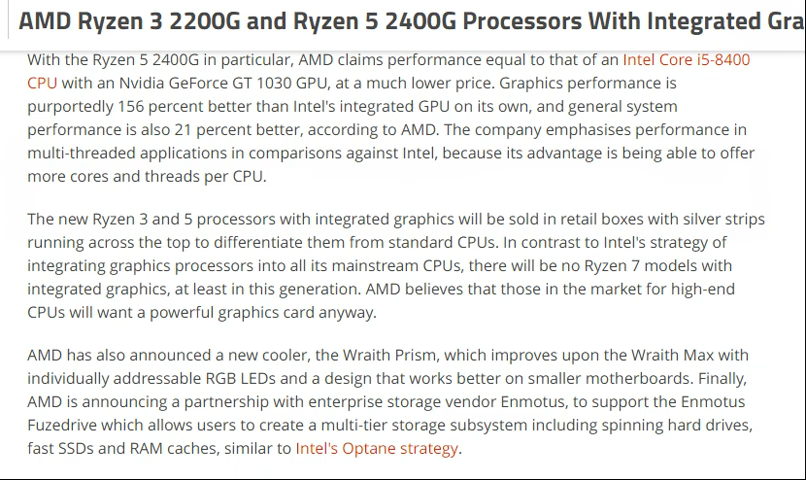 AMD Ryzen 3 2200G and Ryzen 5 2400G Processors With Integrated Gra
With the Ryzen 5 2400G in particular, AMD claims performance equal to that of an Intel Core i5-8400
CPU with an Nvidia GeForce GT 1030 GPU, at a much lower price. Graphics performance is
purportedly 156 percent better than Intel's integrated GPU on its own, and general system
performance is also 21 percent better, according to AMD. The company emphasises performance in
multi-threaded applications in comparisons against Intel, because its advantage is being able to offer
more cores and threads per CPU.
The new Ryzen 3 and 5 processors with integrated graphics will be sold in retail boxes with silver strips
running across the top to differentiate them from standard CPUs. In contrast to Intel's strategy of
integrating graphics processors into all its mainstream CPUs, there will be no Ryzen 7 models with
integrated graphics, at least in this generation. AMD believes that those in the market for high-end
CPUs will want a powerful graphics card anyway.
AMD has also announced a new cooler, the Wraith Prism, which improves upon the Wraith Max with
individually addressable RGB LEDs and a design that works better on smaller motherboards. Finally,
AMD is announcing a partnership with enterprise storage vendor Enmotus, to support the Enmotus
Fuzedrive which allows users to create a multi-tier storage subsystem including spinning hard drives,
fast SSDs and RAM caches, similar to Intel's Optane strategy.